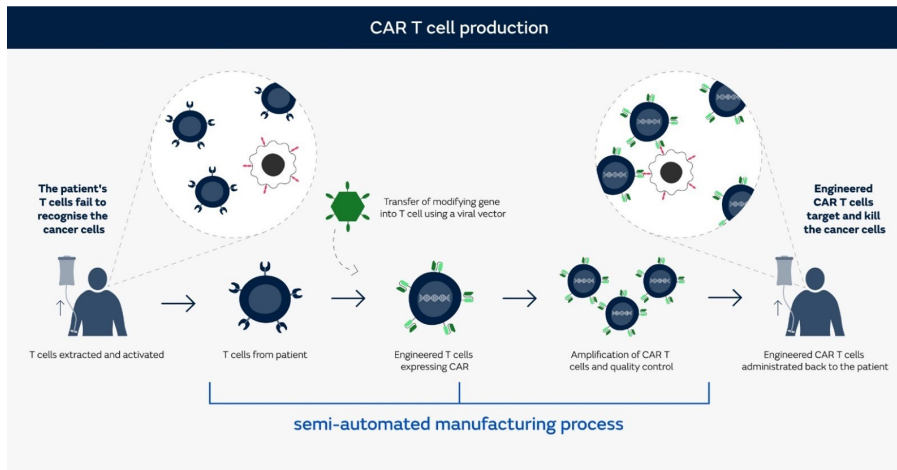 CAR T cell production
The patient's
T cells fail to
recognise the
cancer cells
Transfer of modifying gene
into T cell using a viral vector
Engineered
CAR T cells
target and kill
the cancer cells
T cells extracted and activated
T cells from patient
Engineered T cells
expressing CAR
Amplification of CAR T
cells and quality control
Engineered CAR T cells
administrated back to the patient
semi-automated manufacturing process